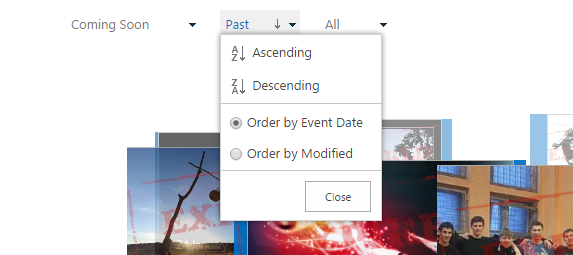 Coming Soon Past All
Ascending
Descending
Order by Event Date
Order by Modified
Close